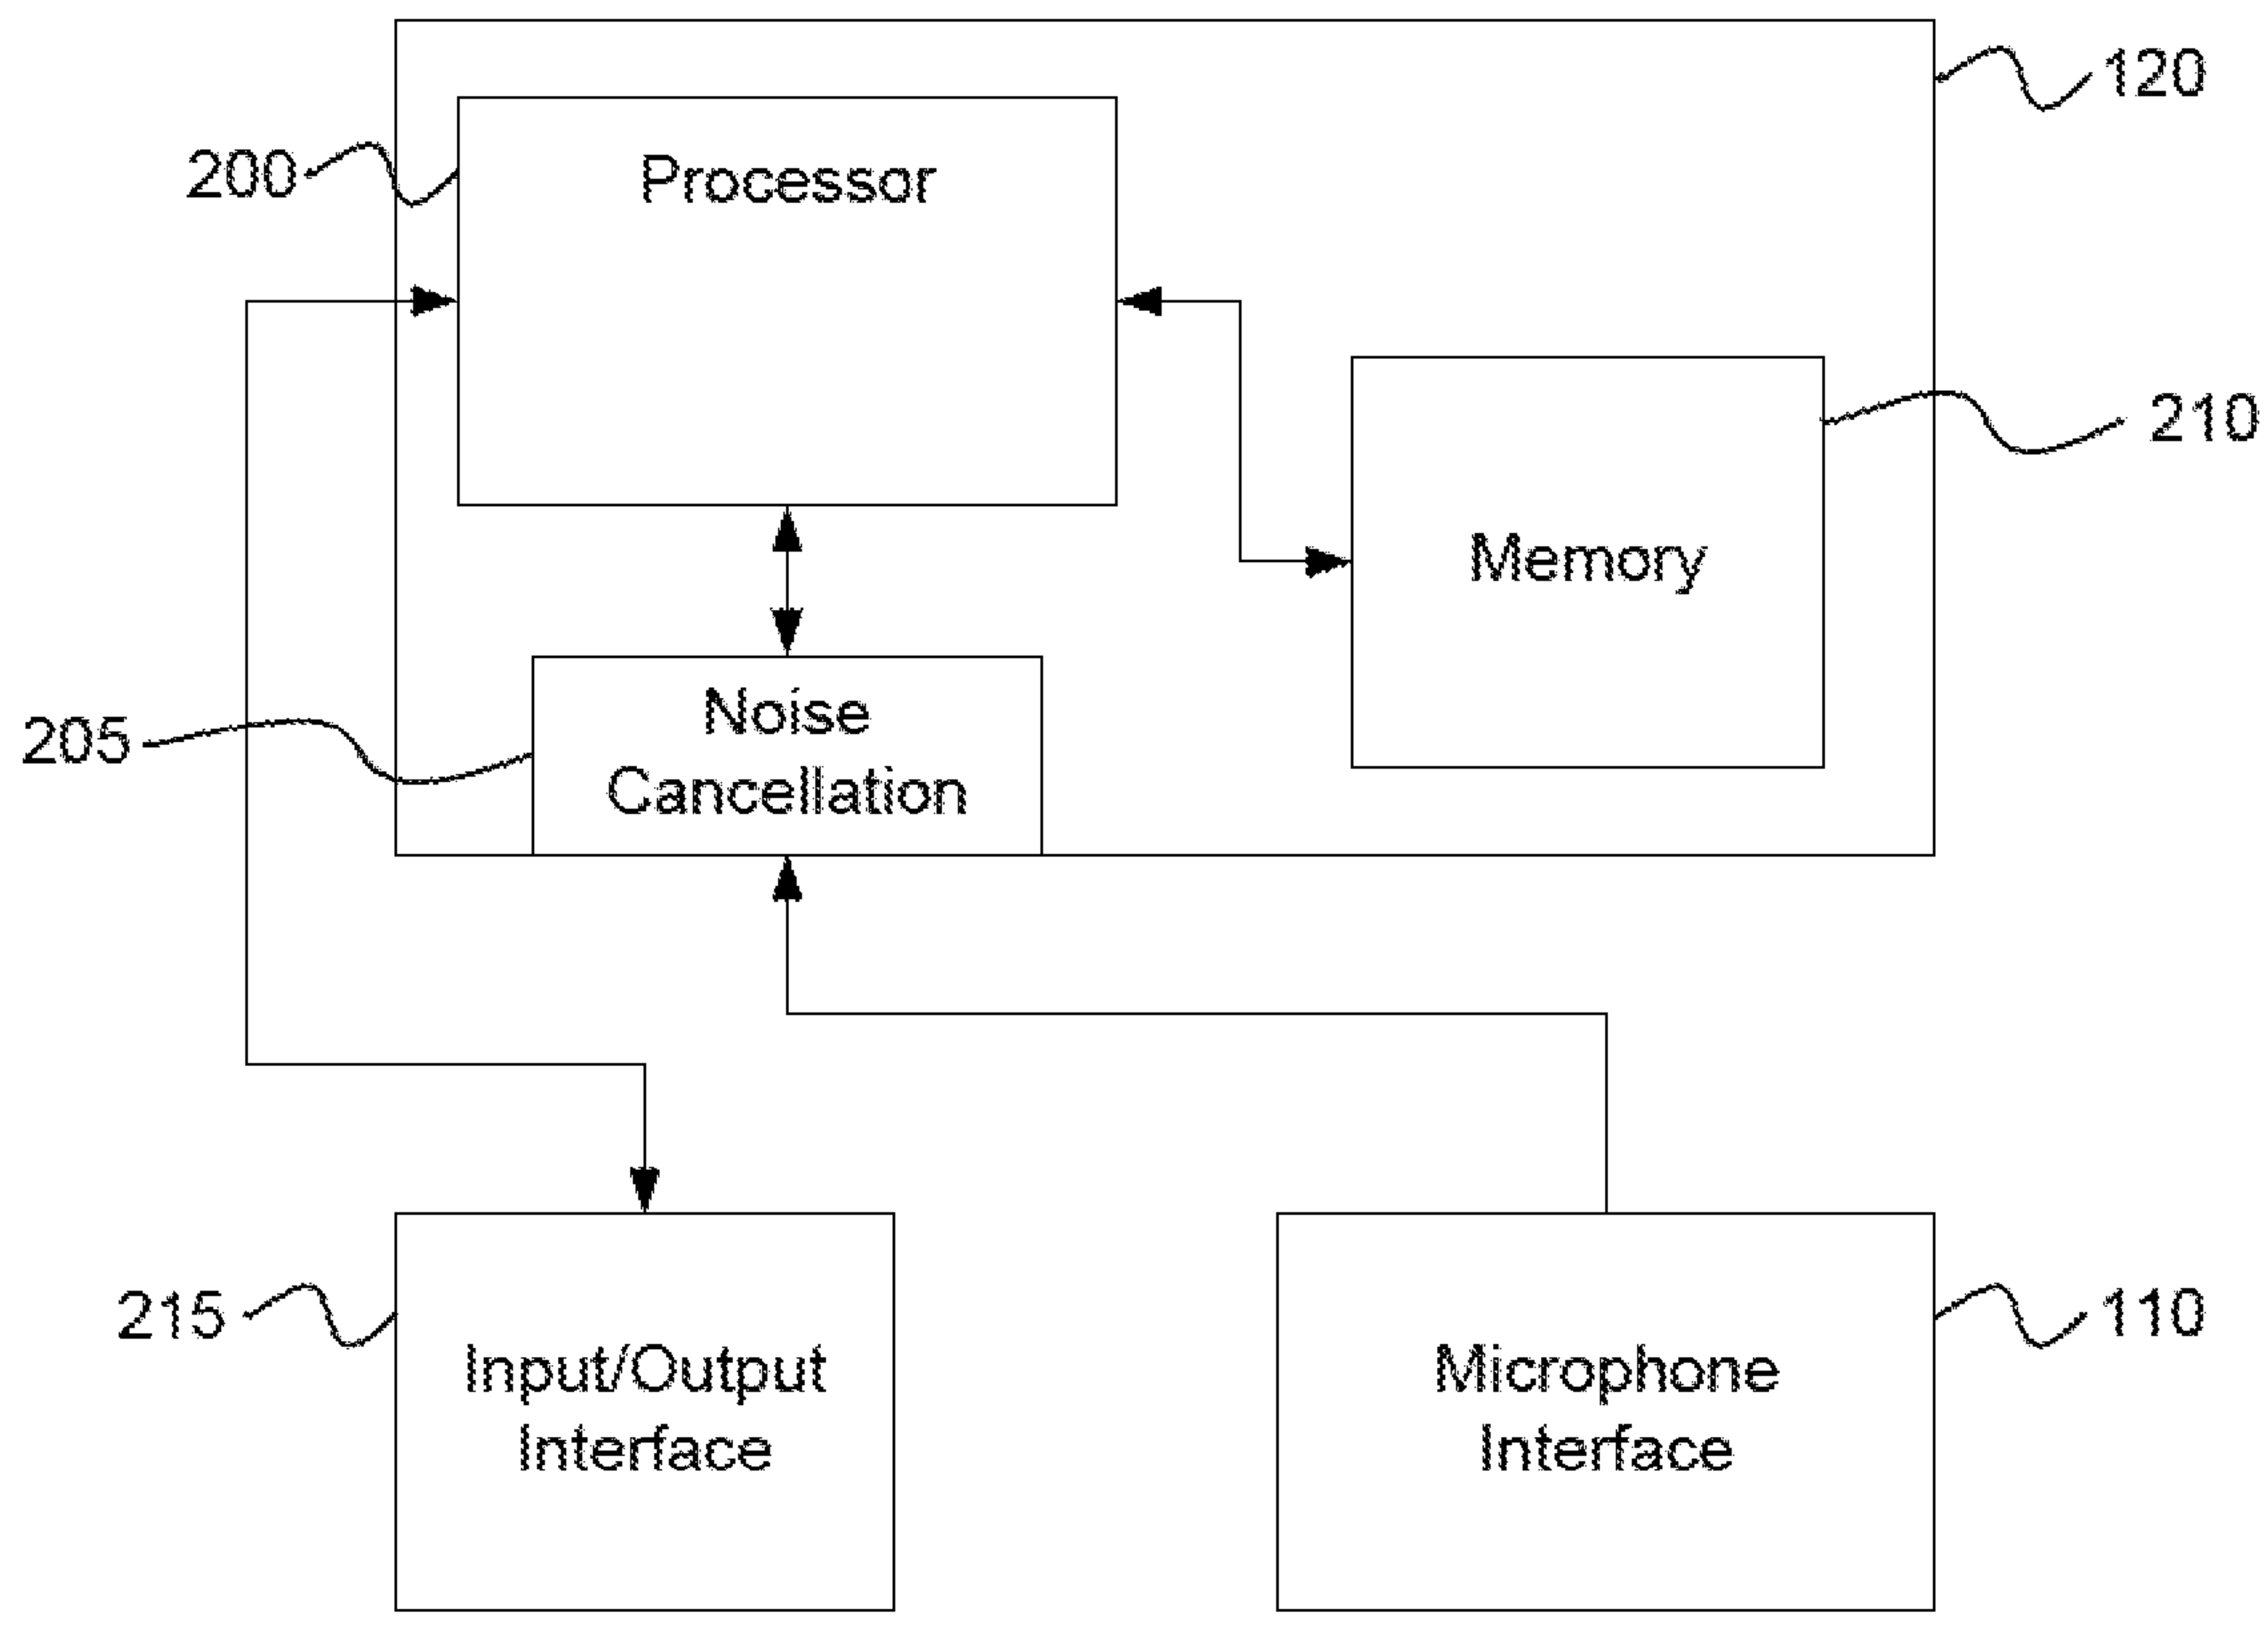 120
200
Processor
210
Memory
205
Noise
Cancellation
215
Input/Output
Interface
110
Microphone
Interface